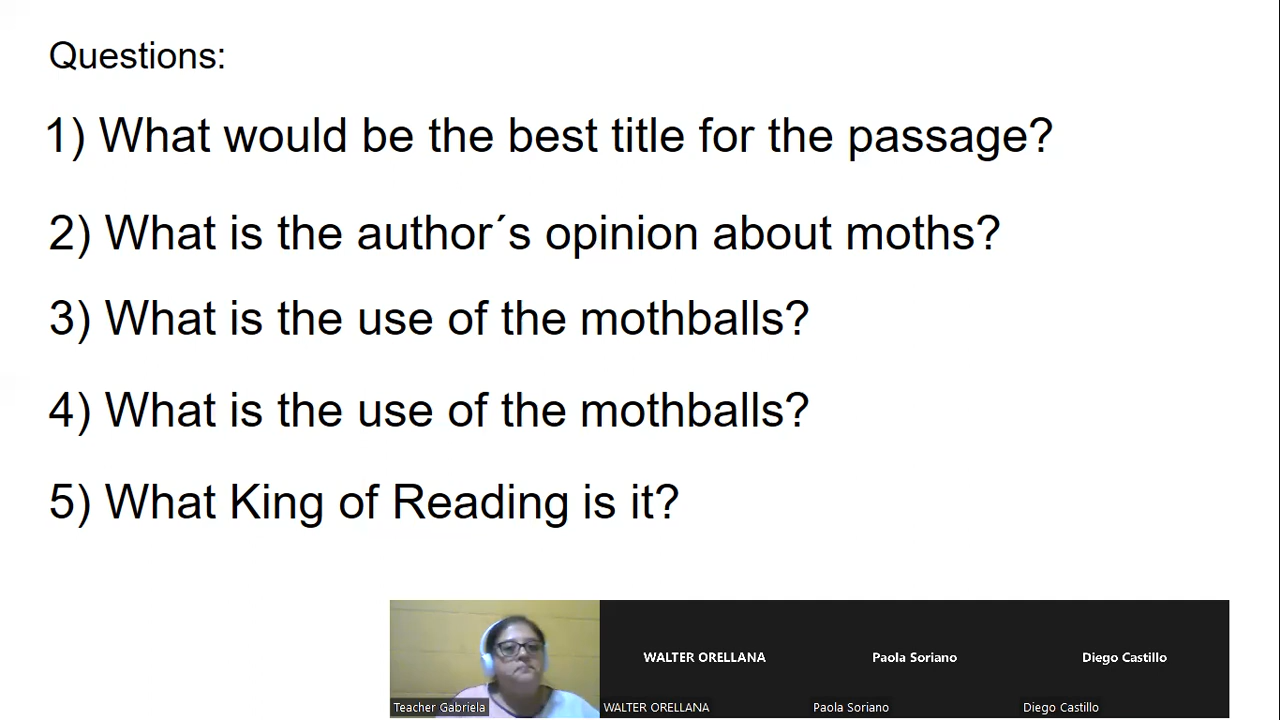 Questions:
1) What would be the best title for the passage?
2) What is the author´s opinion about moths?
3) What is the use of the mothballs?
4) What is the use of the mothballs?
5) What King of Reading is it?
WALTER ORELLANA
Paola Soriano
Diego Castillo
Teacher Gabriela
WALTER ORELLANA
Paola Soriano
Diego Castillo